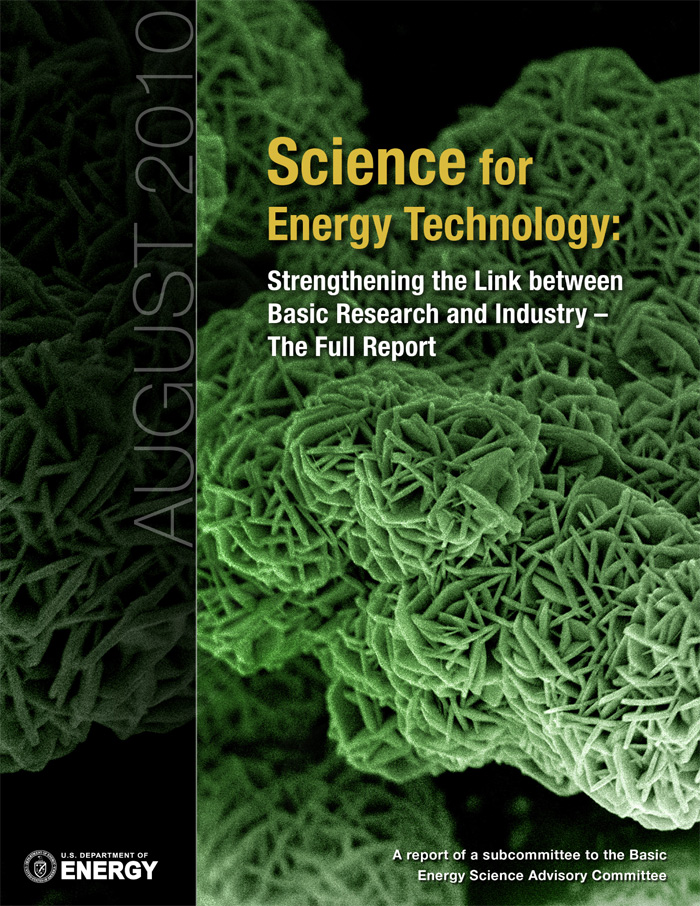 AUGUST 2010
Science for
Energy Technology:
Strengthening the Link between
Basic Research and Industry –
The Full Report
U.S. DEPARTMENT OF
ENERGY
A report of a subcommittee to the Basic
Energy Science Advisory Committee